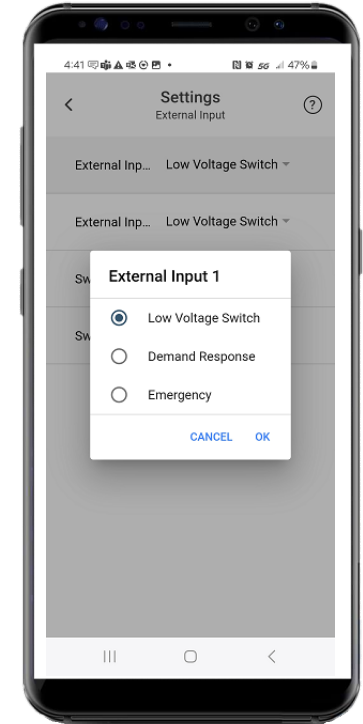 4:41 5G 47%
Settings
External Input
External Inp... Low Voltage Switch
External Inp... Low Voltage Switch
External Input 1
Sw
Low Voltage Switch
Sw
Demand Response
Emergency
CANCEL OK